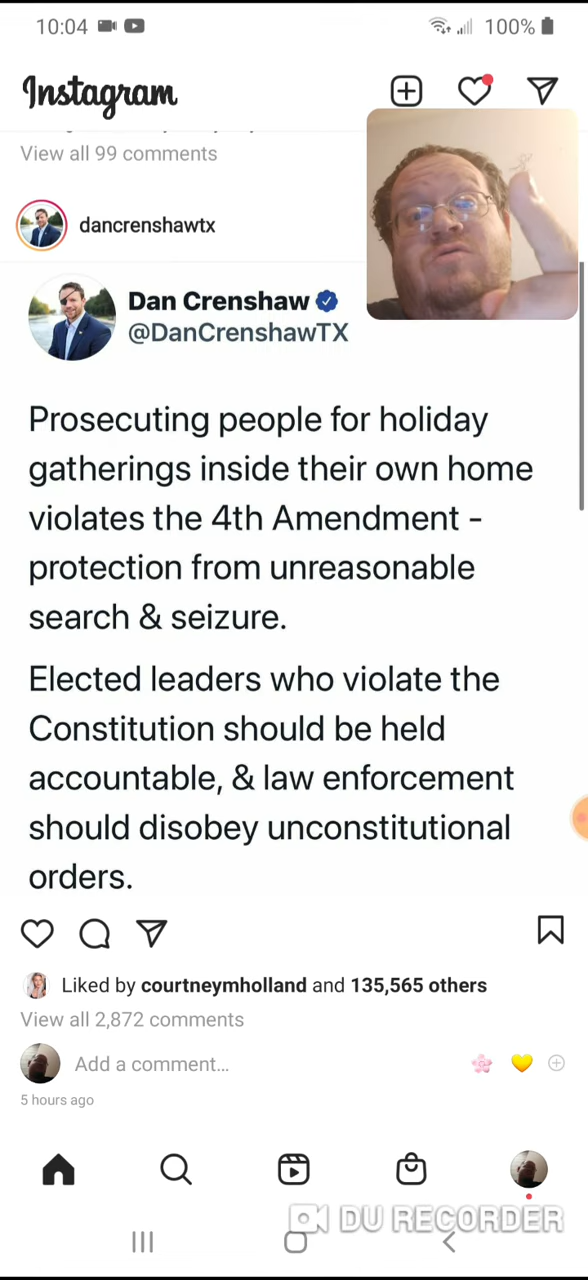 10:04
100%
Instagram
View all 99 comments
dancrenshawtx
Dan Crenshaw
@DanCrenshawTX
Prosecuting people for holiday
gatherings inside their own home
violates the 4th Amendment -
protection from unreasonable
search & seizure.
Elected leaders who violate the
Constitution should be held
accountable, & law enforcement
should disobey unconstitutional
orders.
Liked by courtneymholland and 135,565 others
View all 2,872 comments
Add a comment...
5 hours ago
DU RECORDER